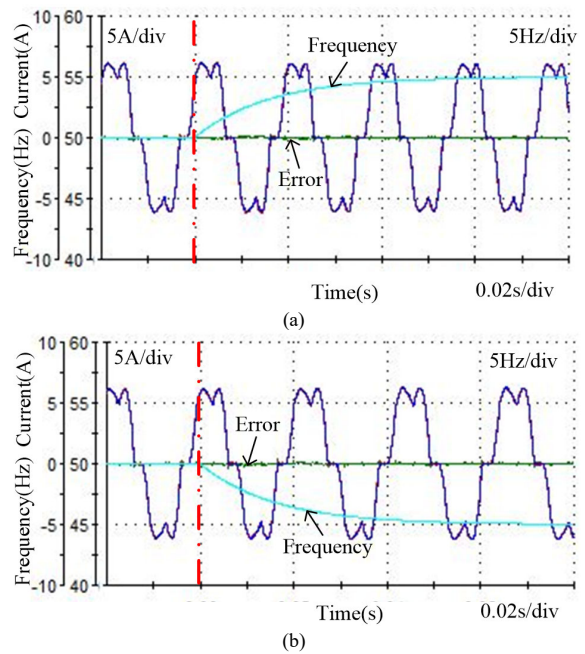 10 60
5A/div
5Hz/div
Frequency
5 55
0 50
Error
-5 45
-10 40
Frequency(Hz) Current(A)
Time(s)
0.02s/div
(a)
10 60
5A/div
5Hz/div
5 55
Error
0 50
-5 45
Frequency
-10 40
Frequency(Hz) Current(A)
Time(s)
0.02s/div
(b)